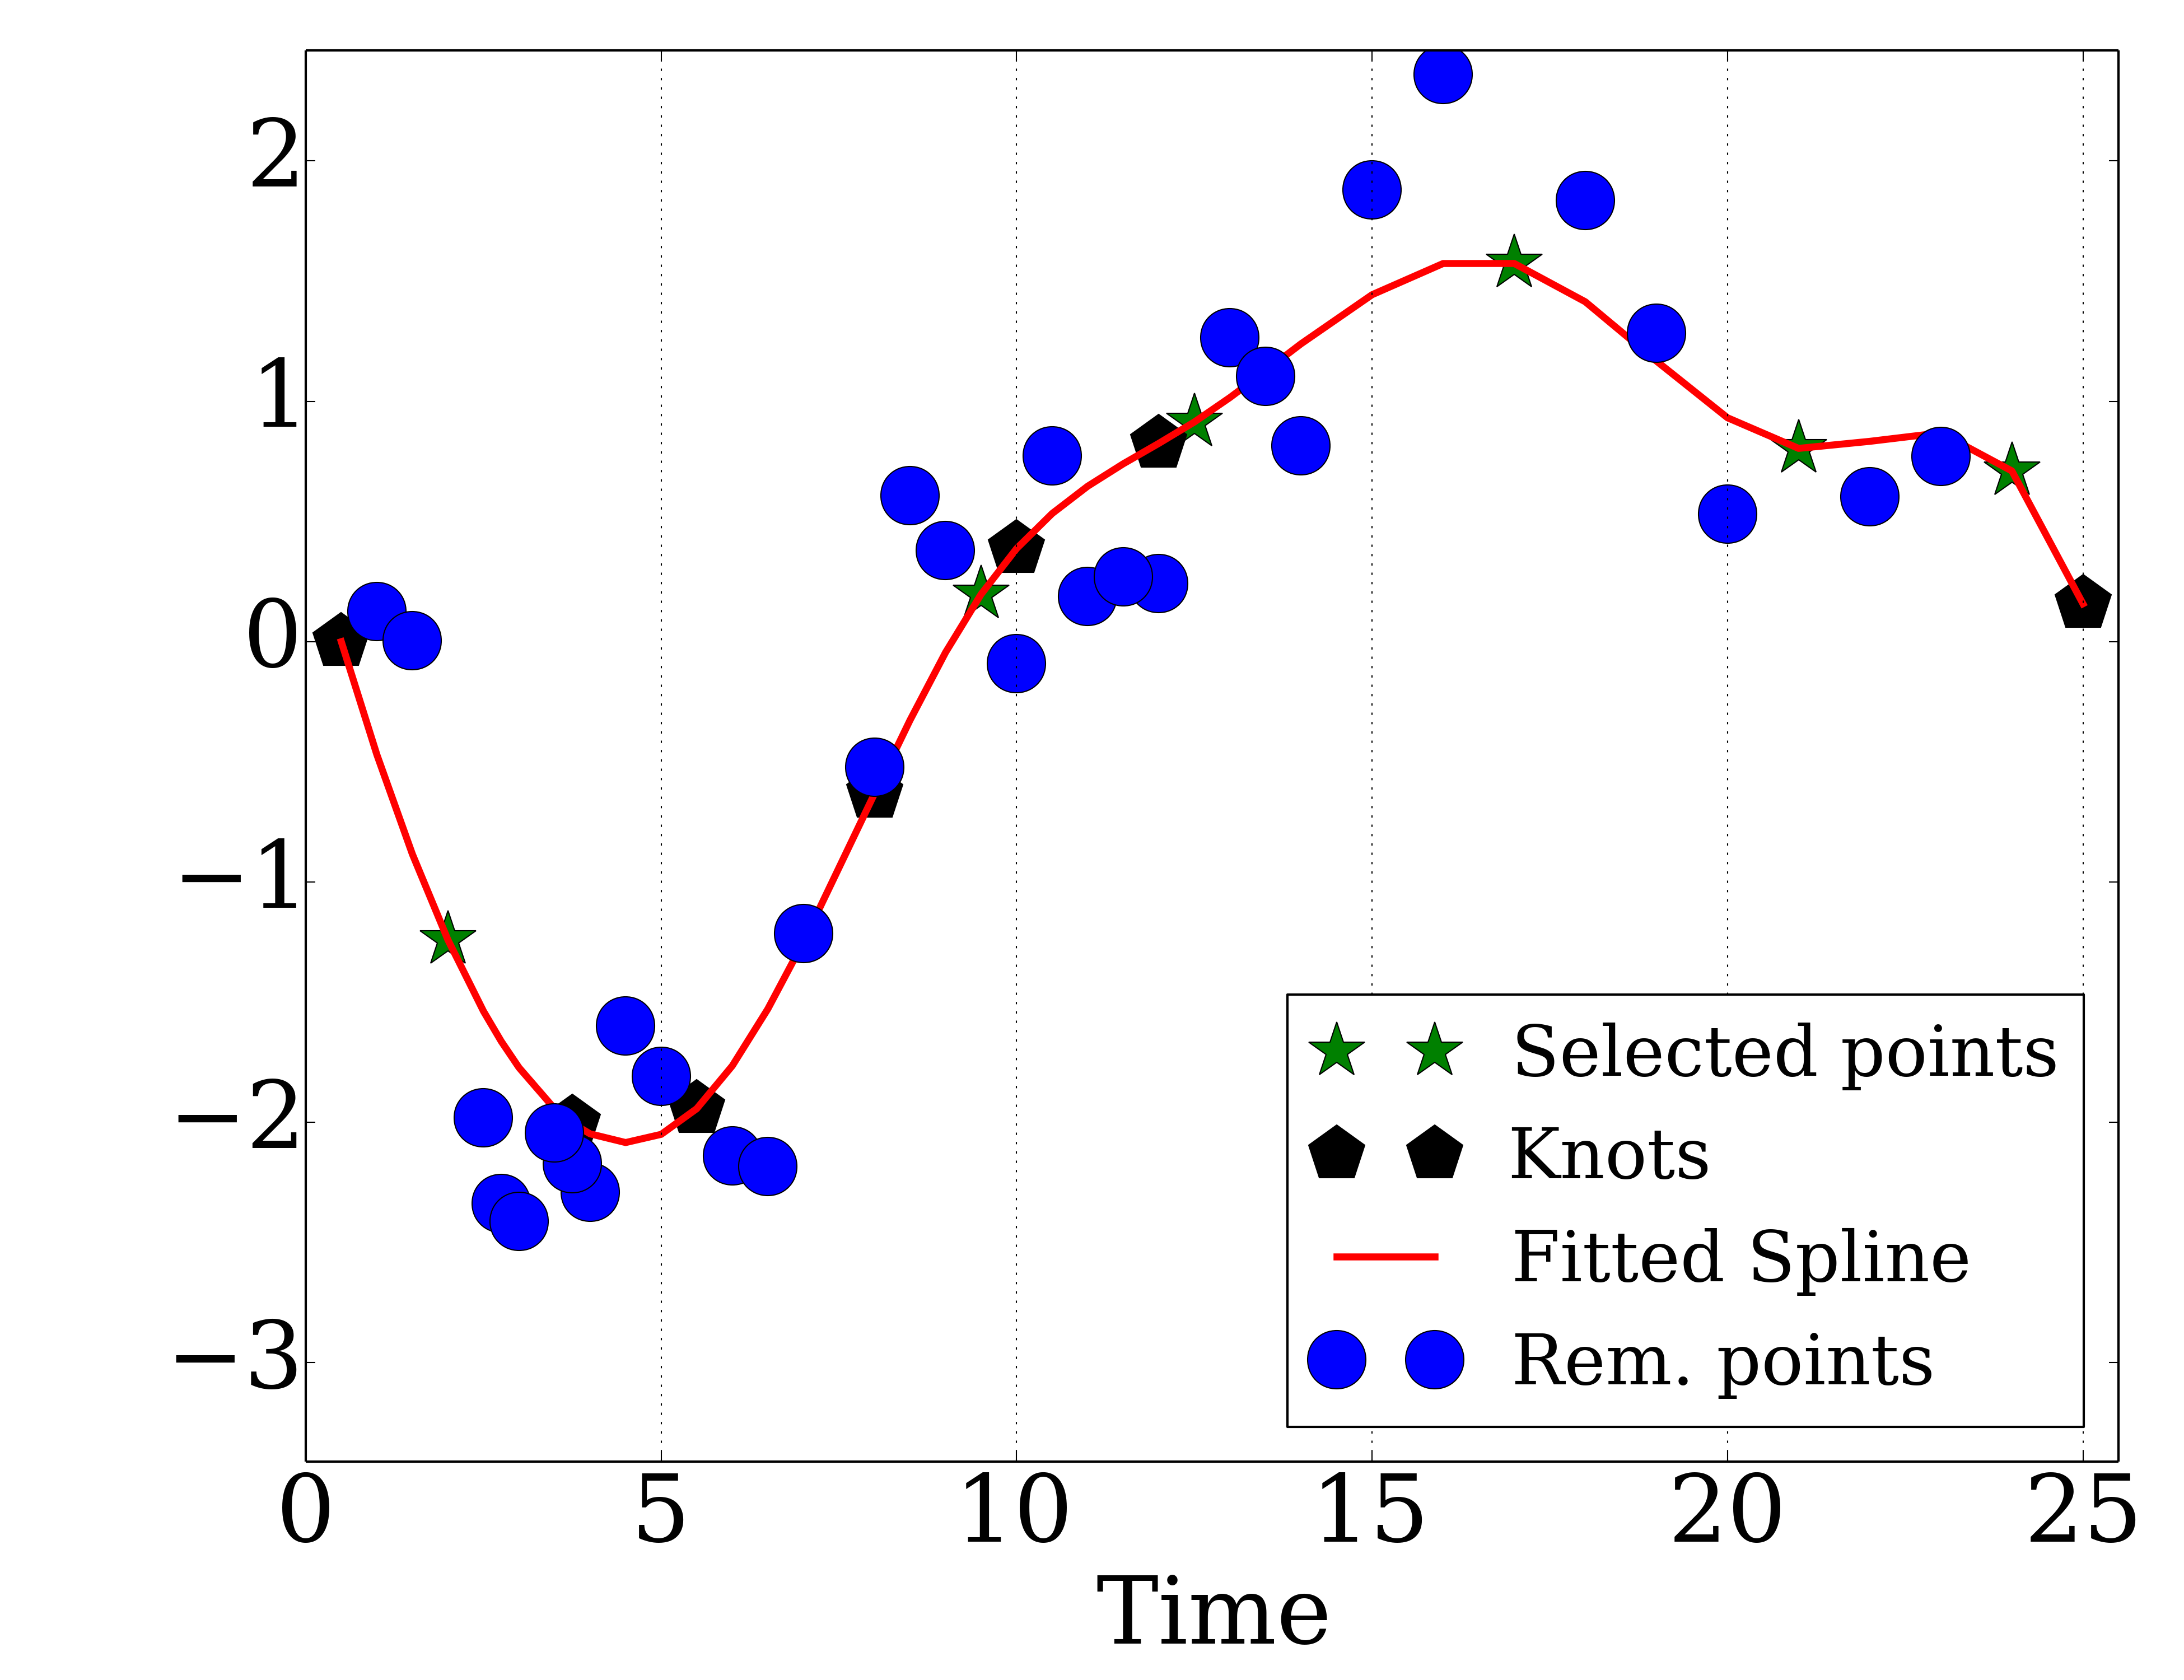 2
1
0
−1
−2
−3
Selected points
Knots
Fitted Spline
Rem. points
0 5 10 15 20 25
Time